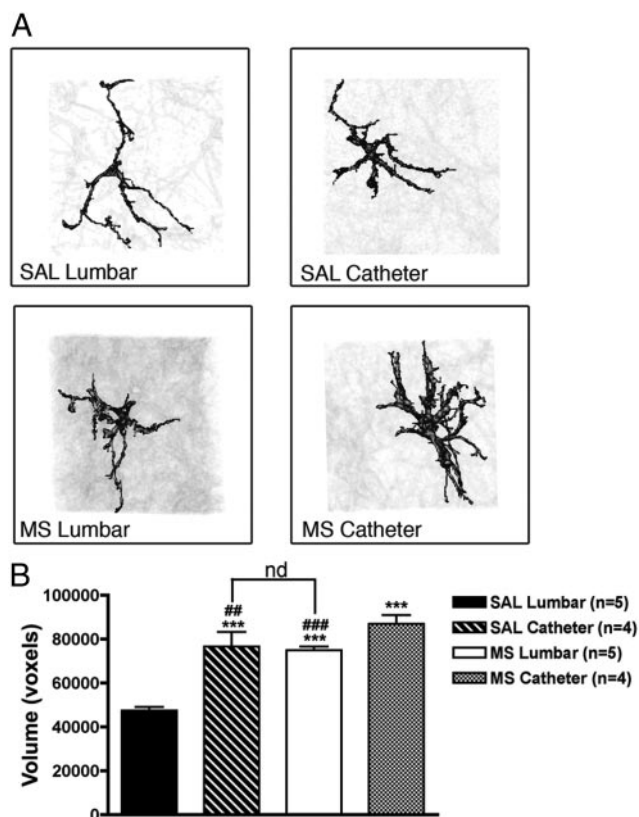 A
SAL Lumbar
SAL Catheter
MS Lumbar
MS Catheter
B
nd
##
***
###
***
***
100000
80000
60000
40000
20000
0
Volume (voxels)
SAL Lumbar (n=5)
SAL Catheter (n=4)
MS Lumbar (n=5)
MS Catheter (n=4)